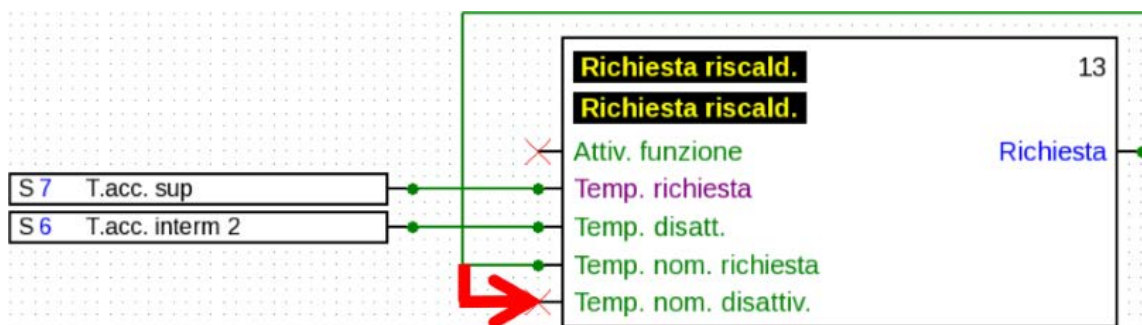 Richiesta riscald. 13
Richiesta riscald.
Attiv. funzione Richiesta
S 7 T.acc. sup Temp. richiesta
S 6 T.acc. interm 2 Temp. disatt.
Temp. nom. richiesta
Temp. nom. disattiv.